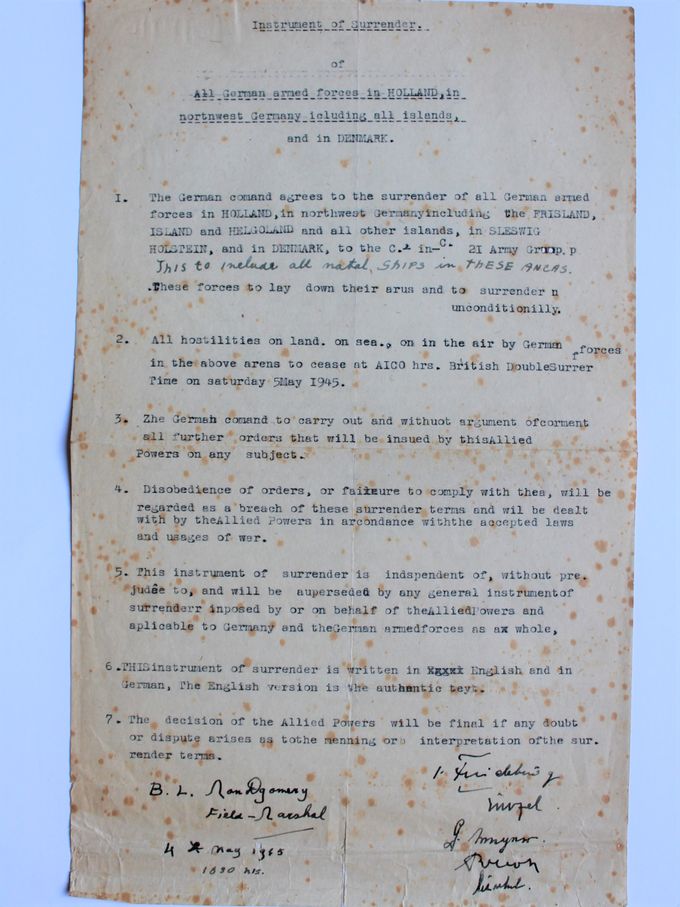 Instrument of Surrender.
of
All German armed forces in HOLLAND,in
nortnwest Germany icluding all islands,
and in DENMARK.
I. The German comand agrees to the surrender of all German armed
forces in HOLLAND,in northwest Germanyincluding the FRISLAND,
ISLAND and HELGOLAND and all other islands, in SLESWIG
HOLSTEIN, and in DENMARK, to the C. in-C. 2I Army Group. p
This to include all natal SHIPS in THESE ANCAS.
.These forces to lay down their arus and to surrender n
unconditionilly.
2. All hostilities on land. on sea., on in the air by German forces
in the above arens to cease at AICO hrs. British DoubleSurrer
Time on saturday 5May 1945.
3. Zhe German comand to carry out and withuot argument ofcorment
all further orders that will be insued by thisAllied
Powers on any subject.
4. Disobedience of orders, or to comply with thes, will be
regarded as a breach of these surrender terms and wil be dealt
with by theAllied Powers in arcondance withthe accepted laws
and usages of war.
5. This instrument of surrender is indspendent of, without pre.
to, and will be auperseded by any general instrumentof
surrenderr inposed by or on behalf of theAlliedPowers and
aplicable to Germany and theGerman armedforces as ax whole,
6.THISinstrument of surrender is written in English and in
German, The English version is the authentic teyt.
7. The decision of the Allied Powers will be final if any doubt
or dispute arises as tothe menning or interpretation ofthe sur.
render terms.
B. L. Mondgomery
Field-Marshal
4 May 1965
1830 hrs.